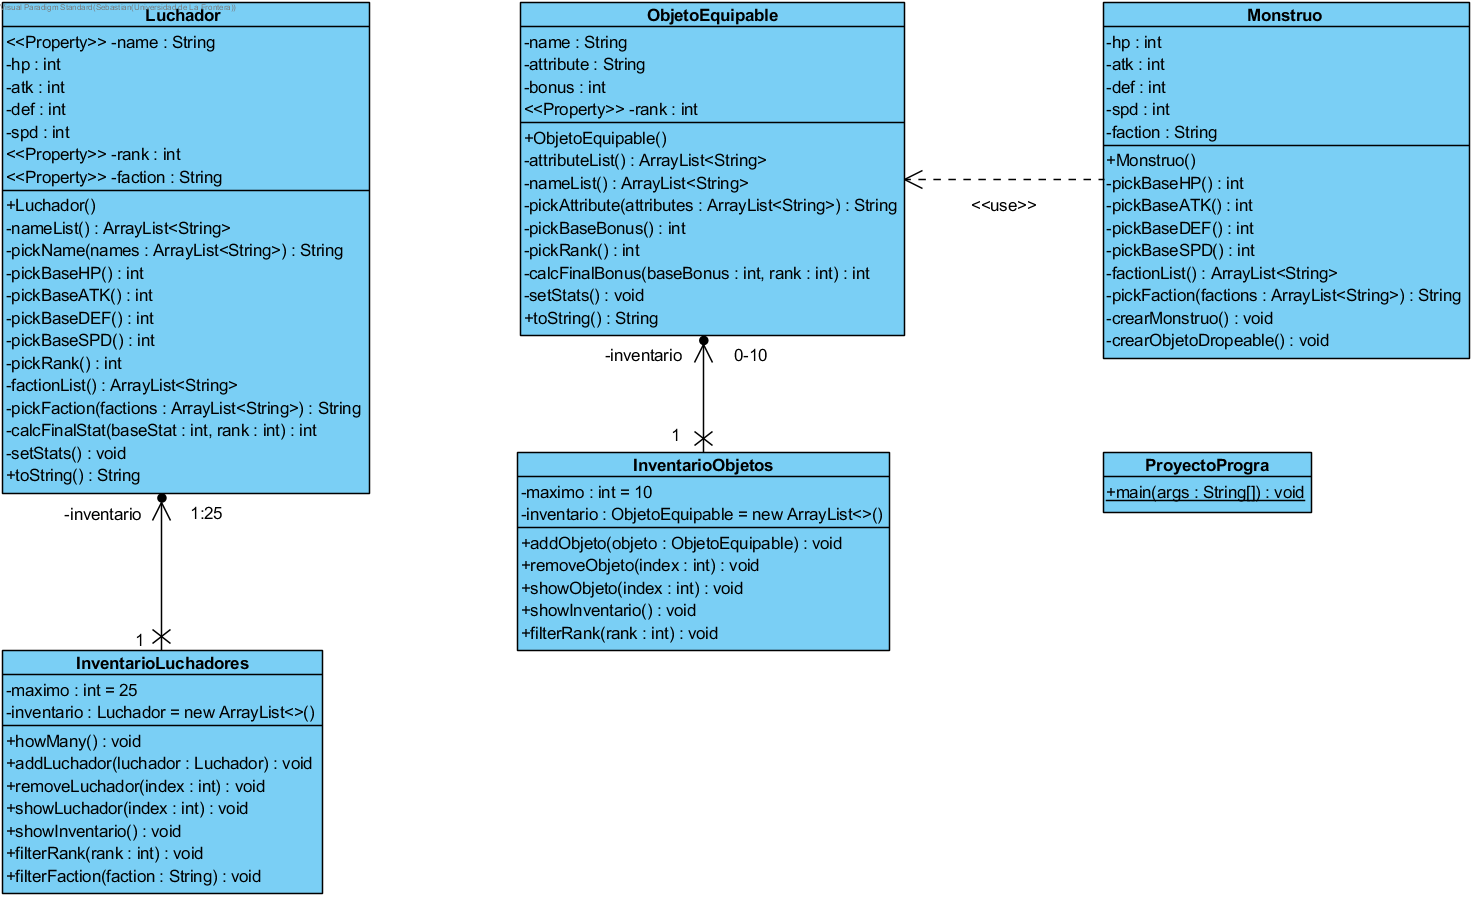 Visual Paradigm Standard(Sebastian(Universidad de La Frontera))
Luchador
<<Property>> -name : String
-hp : int
-atk : int
-def : int
-spd : int
<<Property>> -rank : int
<<Property>> -faction : String
+Luchador()
-nameList() : ArrayList<String>
-pickName(names : ArrayList<String>) : String
-pickBaseHP() : int
-pickBaseATK() : int
-pickBaseDEF() : int
-pickBaseSPD() : int
-pickRank() : int
-factionList() : ArrayList<String>
-pickFaction(factions : ArrayList<String>) : String
-calcFinalStat(baseStat : int, rank : int) : int
-setStats() : void
+toString() : String
-inventario
1:25
1
InventarioLuchadores
-maximo : int = 25
-inventario : Luchador = new ArrayList<>()
+howMany() : void
+addLuchador(luchador : Luchador) : void
+removeLuchador(index : int) : void
+showLuchador(index : int) : void
+showInventario() : void
+filterRank(rank : int) : void
+filterFaction(faction : String) : void
ObjetoEquipable
-name : String
-attribute : String
-bonus : int
<<Property>> -rank : int
+ObjetoEquipable()
-attributeList() : ArrayList<String>
-nameList() : ArrayList<String>
-pickAttribute(attributes : ArrayList<String>) : String
-pickBaseBonus() : int
-pickRank() : int
-calcFinalBonus(baseBonus : int, rank : int) : int
-setStats() : void
+toString() : String
-inventario
0-10
1
InventarioObjetos
-maximo : int = 10
-inventario : ObjetoEquipable = new ArrayList<>()
+addObjeto(objeto : ObjetoEquipable) : void
+removeObjeto(index : int) : void
+showObjeto(index : int) : void
+showInventario() : void
+filterRank(rank : int) : void
<<use>>
Monstruo
-hp : int
-atk : int
-def : int
-spd : int
-faction : String
+Monstruo()
-pickBaseHP() : int
-pickBaseATK() : int
-pickBaseDEF() : int
-pickBaseSPD() : int
-factionList() : ArrayList<String>
-pickFaction(factions : ArrayList<String>) : String
-crearMonstruo() : void
-crearObjetoDropeable() : void
ProyectoProgra
+main(args : String[]) : void